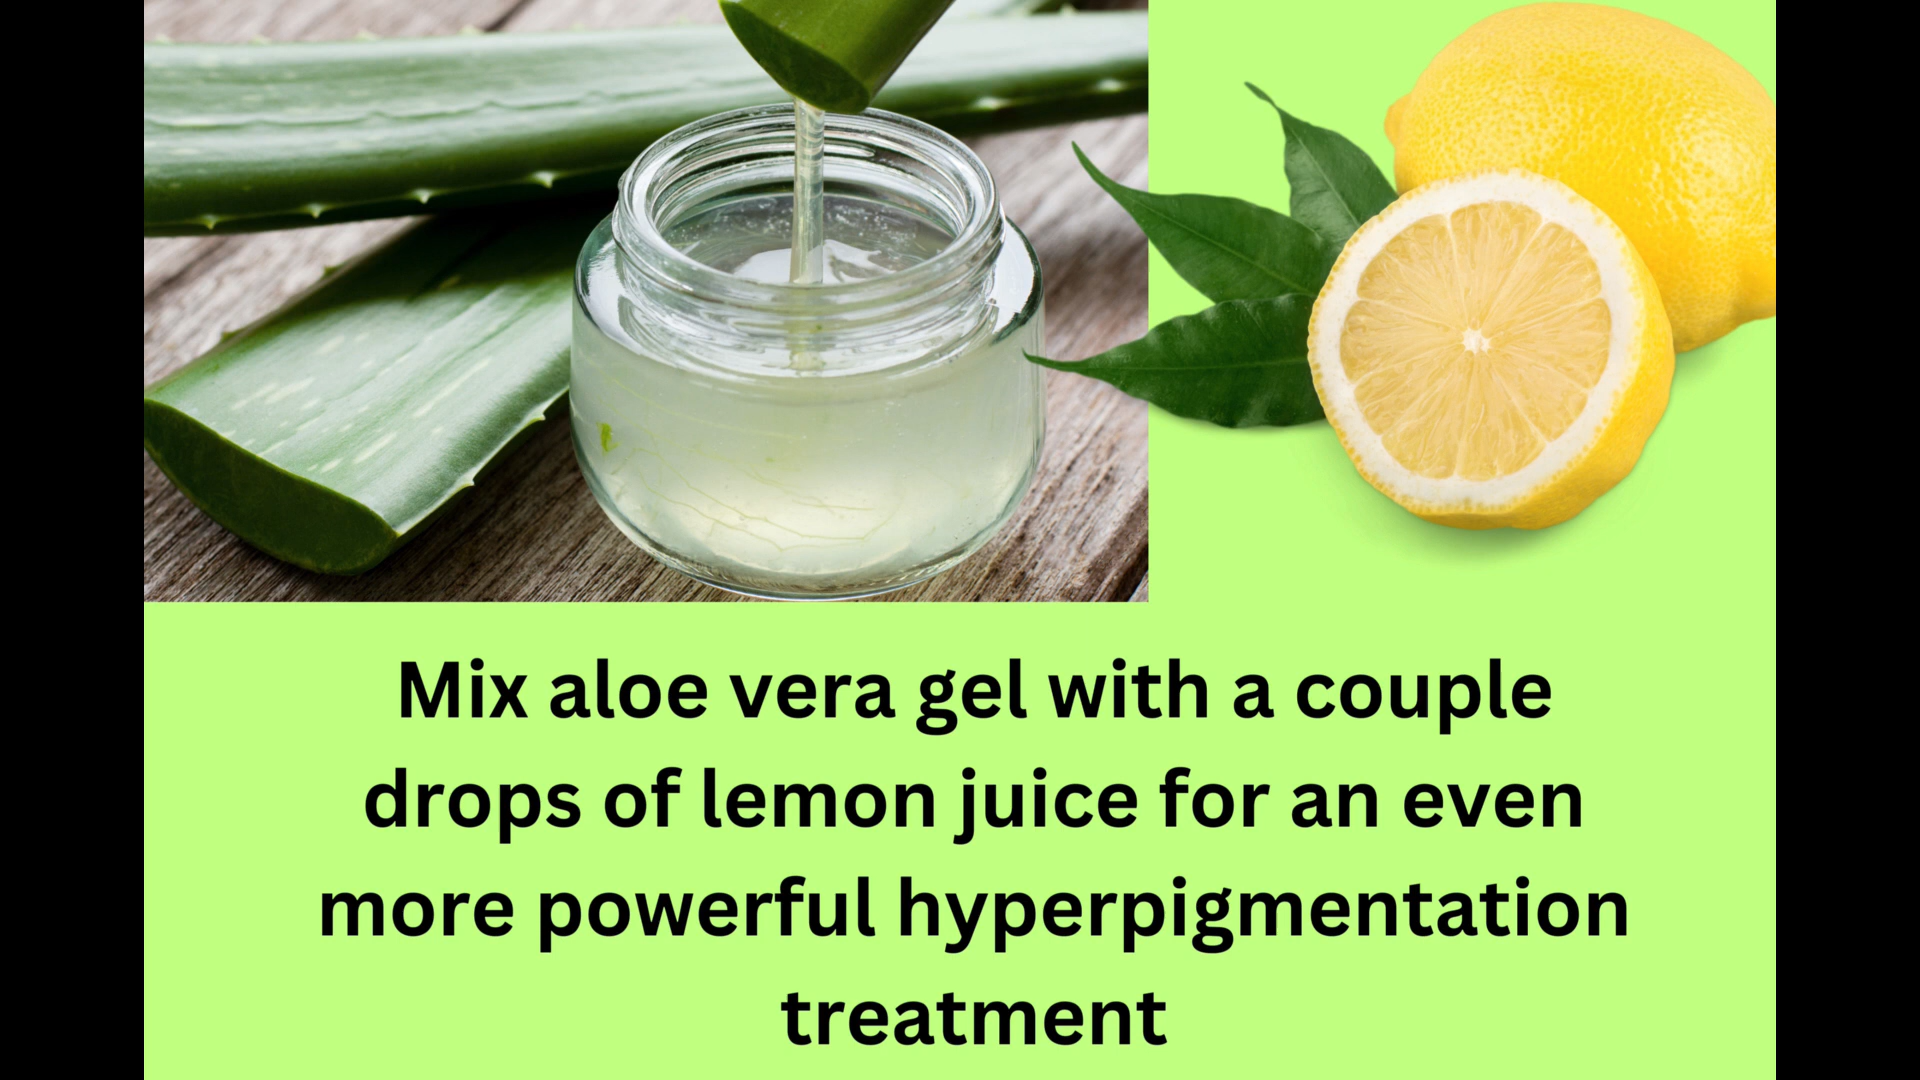 Mix aloe vera gel with a couple
drops of lemon juice for an even
more powerful hyperpigmentation
treatment